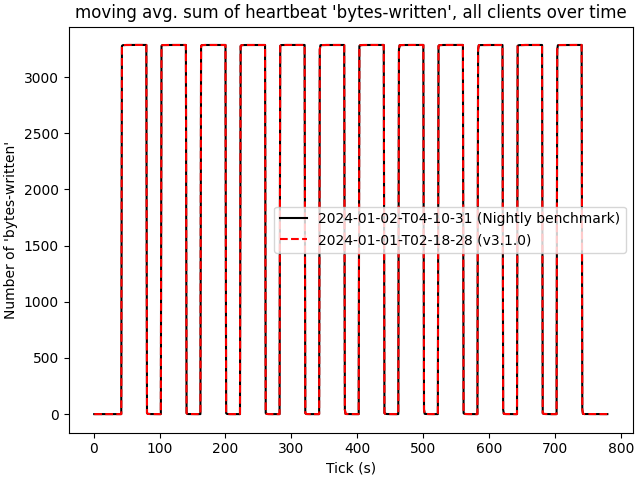 moving avg. sum of heartbeat 'bytes-written', all clients over time
Number of 'bytes-written'
3000
2500
2000
1500
1000
500
0
2024-01-02-T04-10-31 (Nightly benchmark)
2024-01-01-T02-18-28 (v3.1.0)
0 100 200 300 400 500 600 700 800
Tick (s)